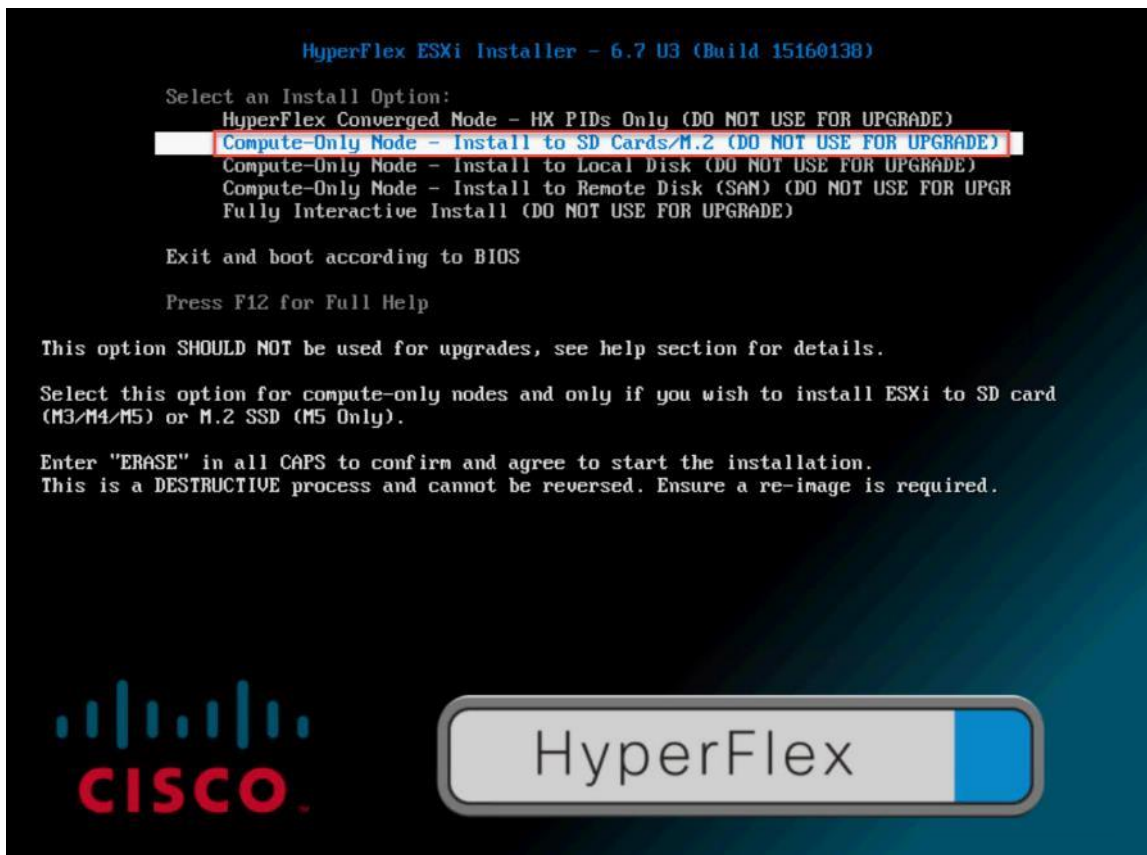 HyperFlex ESXi Installer - 6.7 U3 (Build 15160138)
Select an Install Option:
HyperFlex Converged Node - HX PIDs Only (DO NOT USE FOR UPGRADE)
Compute-Only Node - Install to SD Cards/M.2 (DO NOT USE FOR UPGRADE)
Compute-Only Node - Install to Local Disk (DO NOT USE FOR UPGRADE)
Compute-Only Node - Install to Remote Disk (SAN) (DO NOT USE FOR UPGR
Fully Interactive Install (DO NOT USE FOR UPGRADE)
Exit and boot according to BIOS
Press F12 for Full Help
This option SHOULD NOT be used for upgrades, see help section for details.
Select this option for compute-only nodes and only if you wish to install ESXi to SD card
(M3/M4/M5) or M.2 SSD (M5 Only).
Enter "ERASE" in all CAPS to confirm and agree to start the installation.
This is a DESTRUCTIVE process and cannot be reversed. Ensure a re-image is required.
CISCO
HyperFlex